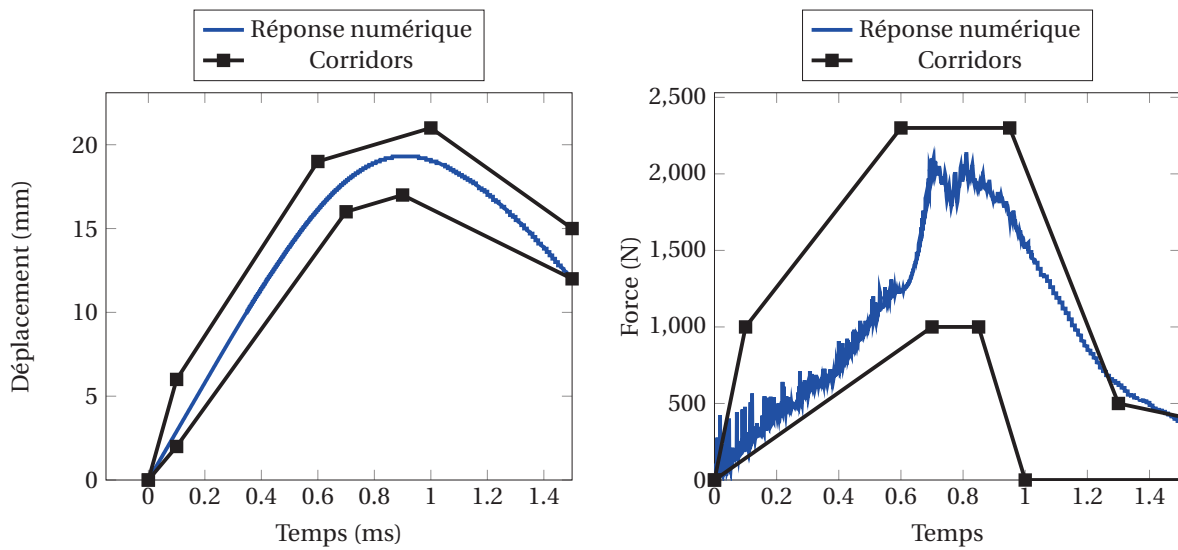 Réponse numérique
Corridors
20
15
10
5
0
0 0.2 0.4 0.6 0.8 1 1.2 1.4
Déplacement (mm)
Temps (ms)
Réponse numérique
Corridors
2,500
2,000
1,500
1,000
500
0
0 0.2 0.4 0.6 0.8 1 1.2 1.4
Force (N)
Temps